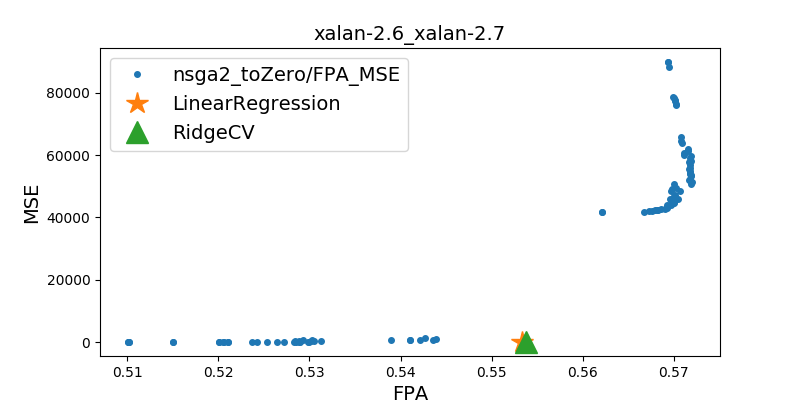 xalan-2.6_xalan-2.7
nsga2_toZero/FPA_MSE
LinearRegression
RidgeCV
MSE
80000
60000
40000
20000
0
0.51 0.52 0.53 0.54 0.55 0.56 0.57
FPA